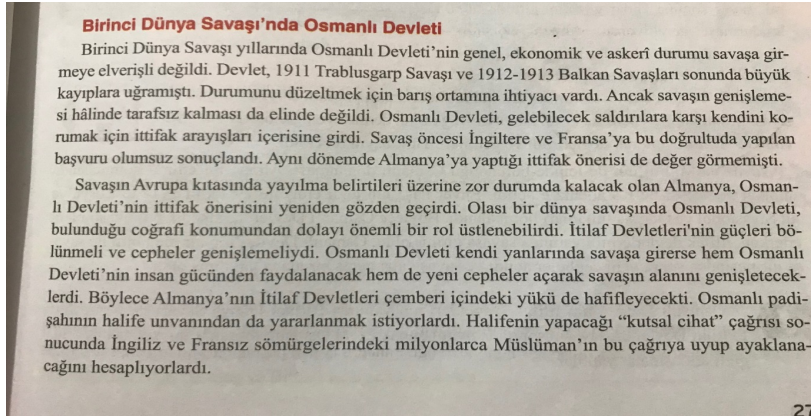 Birinci Dünya Savaşı’nda Osmanlı Devleti
Birinci Dünya Savaşı yıllarında Osmanlı Devleti’nin genel, ekonomik ve askerî durumu savaşa gir-
meye elverişli değildi. Devlet, 1911 Trablusgarp Savaşı ve 1912-1913 Balkan Savaşları sonunda büyük
kayıplara uğramıştı. Durumunu düzeltmek için barış ortamına ihtiyacı vardı. Ancak savaşın genişleme-
si hâlinde tarafsız kalması da elinde değildi. Osmanlı Devleti, gelebilecek saldırılara karşı kendini ko-
rumak için ittifak arayışları içerisine girdi. Savaş öncesi İngiltere ve Fransa’ya bu doğrultuda yapılan
başvuru olumsuz sonuçlandı. Aynı dönemde Almanya’ya yaptığı ittifak önerisi de değer görmemişti.
Savaşın Avrupa kıtasında yayılma belirtileri üzerine zor durumda kalacak olan Almanya, Osman-
lı Devleti’nin ittifak önerisini yeniden gözden geçirdi. Olası bir dünya savaşında Osmanlı Devleti,
bulunduğu coğrafi konumundan dolayı önemli bir rol üstlenebilirdi. İtilaf Devletleri'nin güçleri bö-
lünmeli ve cepheler genişlemeliydi. Osmanlı Devleti kendi yanlarında savaşa girerse hem Osmanlı
Devleti’nin insan gücünden faydalanacak hem de yeni cepheler açarak savaşın alanını genişletecek-
lerdi. Böylece Almanya’nın İtilaf Devletleri çemberi içindeki yükü de hafifleyecekti. Osmanlı padi-
şahının halife unvanından da yararlanmak istiyorlardı. Halifenin yapacağı “kutsal cihat” çağrısı so-
nucunda İngiliz ve Fransız sömürgelerindeki milyonlarca Müslüman’ın bu çağrıya uyup ayaklana-
cağını hesaplıyorlardı.